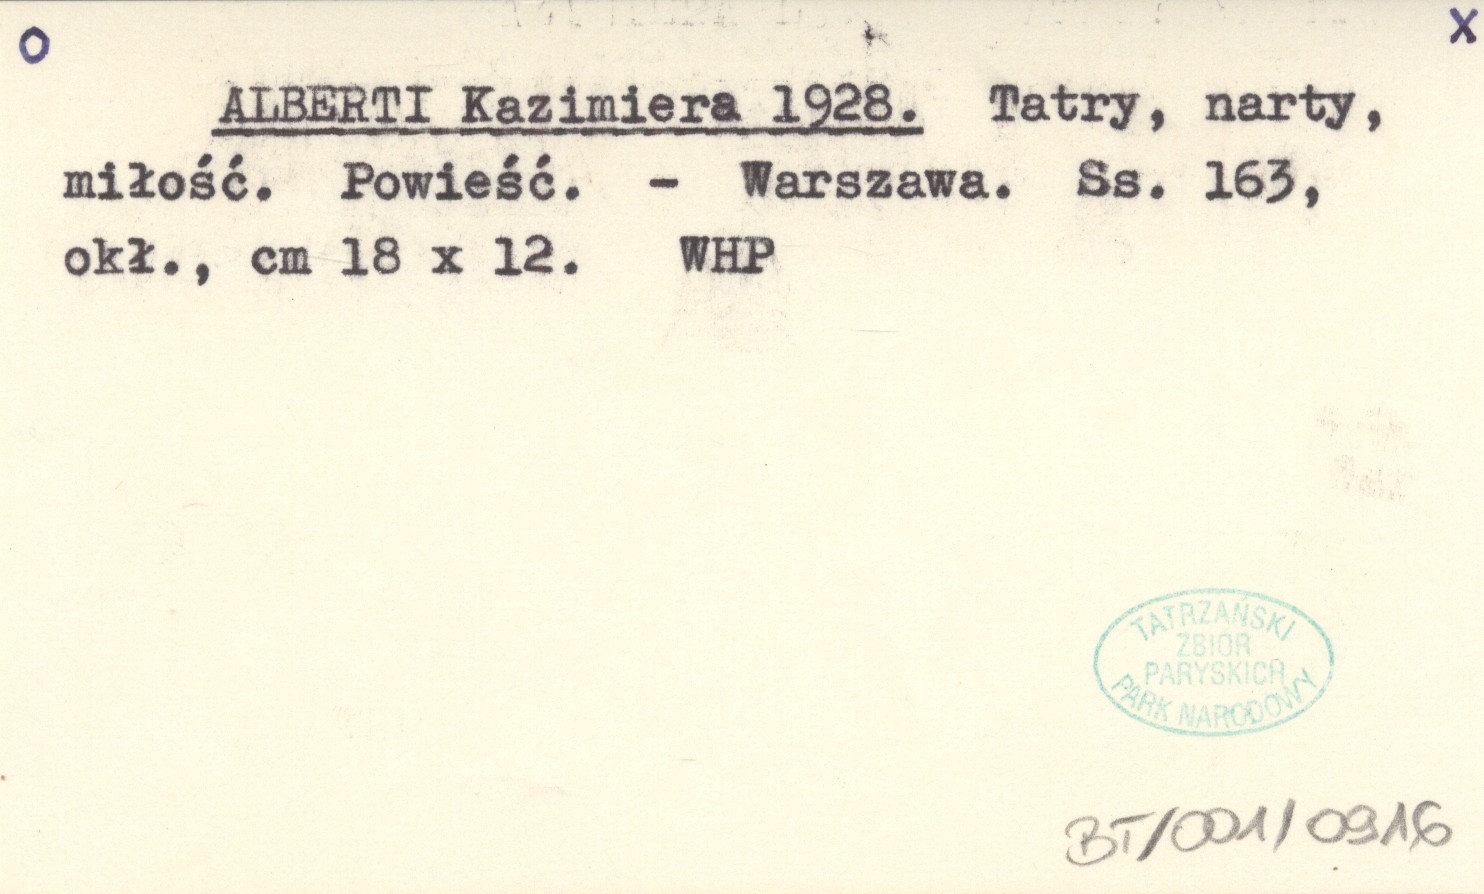 O
X
ALBERTI Kazimiera 1928. Tatry, narty,
miłość. Powieść. - Warszawa. Ss. 163,
okł., cm 18 x 12. WHP
TATRZAŃSKI
ZBIÓR
PARYSKICH
PARK NARODOWY
BT/001/0916